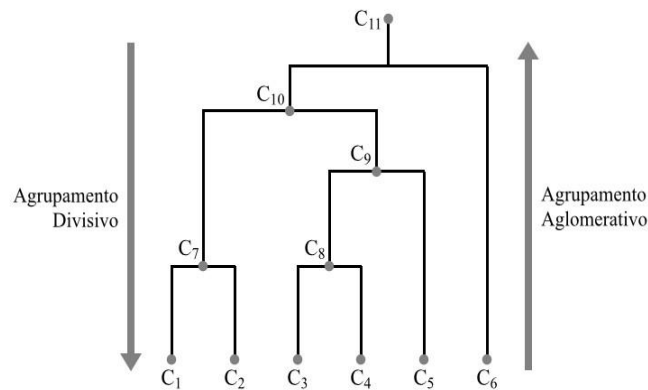 C11
C10
C9
Agrupamento
Divisivo
Agrupamento
Aglomerativo
C7
C8
C1 C2 C3 C4 C5 C6